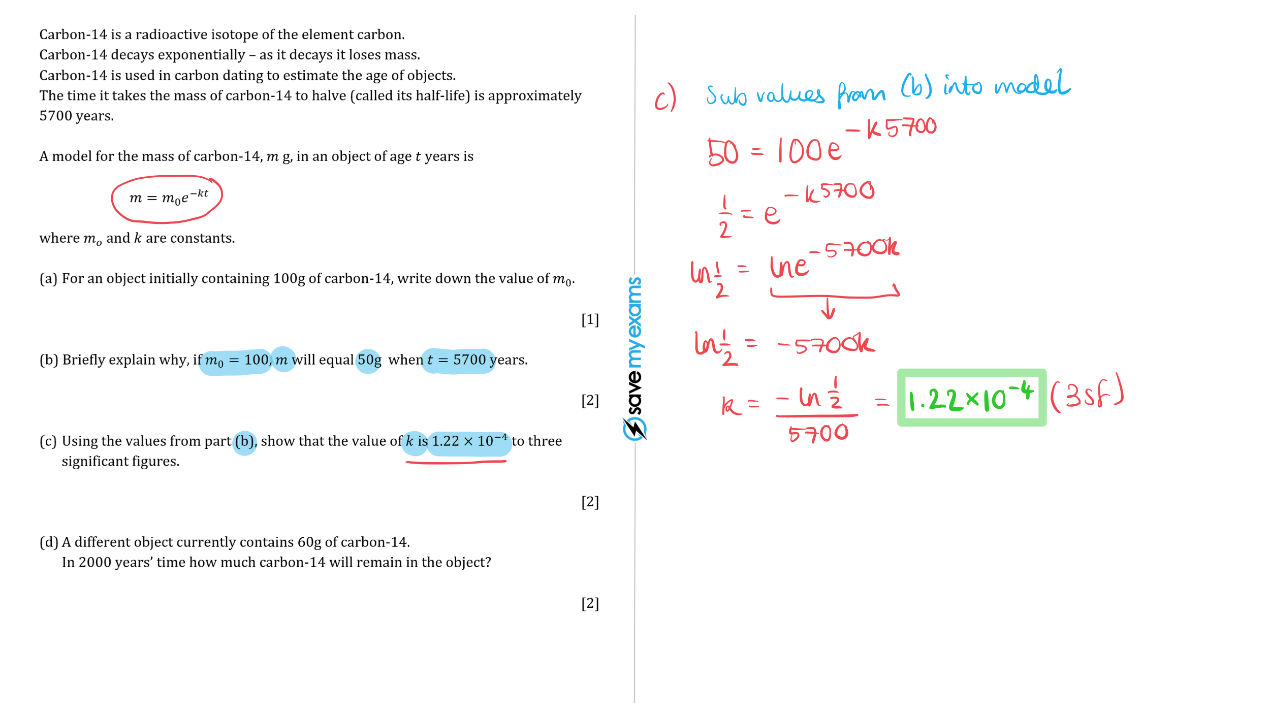 Carbon-14 is a radioactive isotope of the element carbon.
Carbon-14 decays exponentially – as it decays it loses mass.
Carbon-14 is used in carbon dating to estimate the age of objects.
The time it takes the mass of carbon-14 to halve (called its half-life) is approximately
5700 years.
A model for the mass of carbon-14, m g, in an object of age t years is
m = m₀e^(−kt)
where mₒ and k are constants.
(a) For an object initially containing 100g of carbon-14, write down the value of m₀.
[1]
(b) Briefly explain why, if m₀ = 100, m will equal 50g when t = 5700 years.
[2]
(c) Using the values from part (b), show that the value of k is 1.22 × 10⁻⁴ to three
significant figures.
[2]
(d) A different object currently contains 60g of carbon-14.
In 2000 years' time how much carbon-14 will remain in the object?
[2]
savemyexams
c) Sub values from (b) into model
50 = 100e^(−k5700)
1/2 = e^(−k5700)
ln 1/2 = ln e^(−5700k)
ln 1/2 = −5700k
k = −ln 1/2 / 5700 = 1.22×10⁻⁴ (3sf)